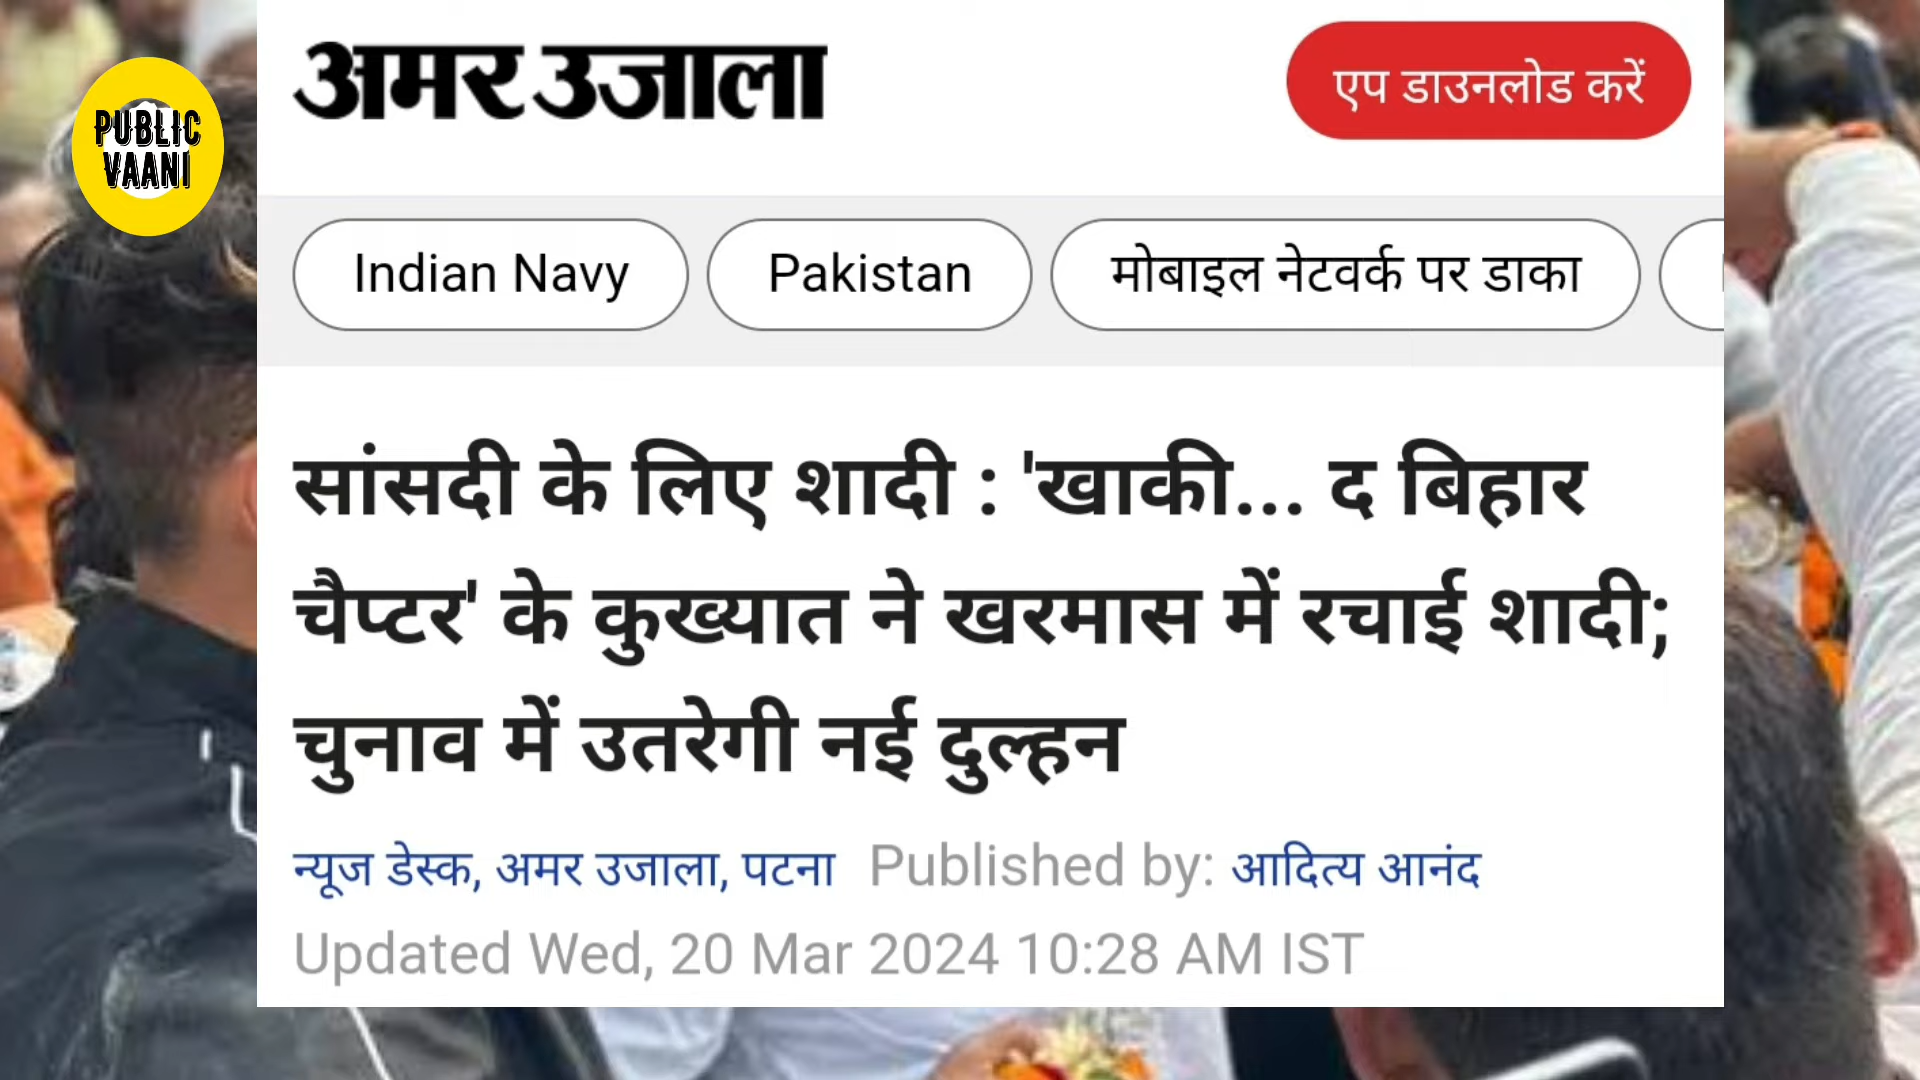 PUBLIC
VAANI
अमर उजाला
एप डाउनलोड करें
Indian Navy
Pakistan
मोबाइल नेटवर्क पर डाका
सांसदी के लिए शादी : 'खाकी... द बिहार
चैप्टर' के कुख्यात ने खरमास में रचाई शादी;
चुनाव में उतरेगी नई दुल्हन
न्यूज डेस्क, अमर उजाला, पटना Published by: आदित्य आनंद
Updated Wed, 20 Mar 2024 10:28 AM IST